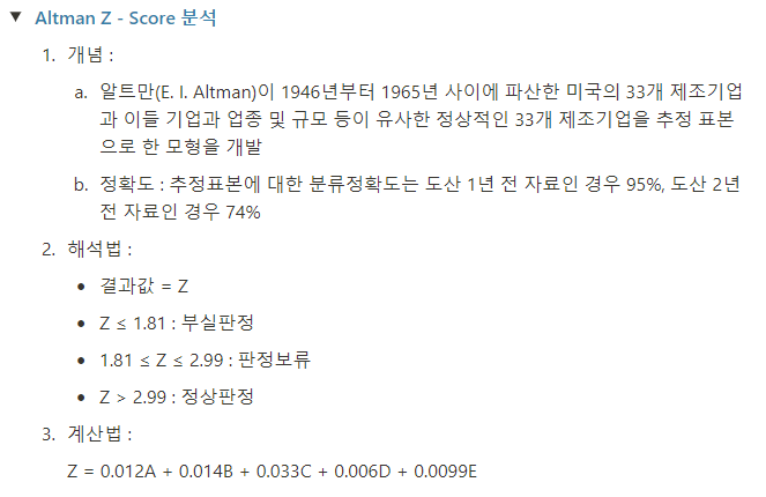 ▼ Altman Z - Score 분석
1. 개념 :
a. 알트만(E. I. Altman)이 1946년부터 1965년 사이에 파산한 미국의 33개 제조기업
과 이들 기업과 업종 및 규모 등이 유사한 정상적인 33개 제조기업을 추정 표본
으로 한 모형을 개발
b. 정확도 : 추정표본에 대한 분류정확도는 도산 1년 전 자료인 경우 95%, 도산 2년
전 자료인 경우 74%
2. 해석법 :
• 결과값 = Z
• Z ≤ 1.81 : 부실판정
• 1.81 ≤ Z ≤ 2.99 : 판정보류
• Z > 2.99 : 정상판정
3. 계산법 :
Z = 0.012A + 0.014B + 0.033C + 0.006D + 0.0099E